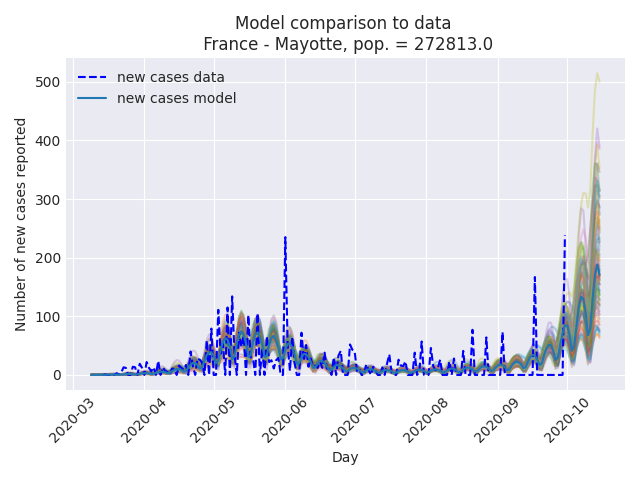 Model comparison to data
France - Mayotte, pop. = 272813.0
new cases data
new cases model
Number of new cases reported
500
400
300
200
100
0
2020-03
2020-04
2020-05
2020-06
2020-07
2020-08
2020-09
2020-10
Day